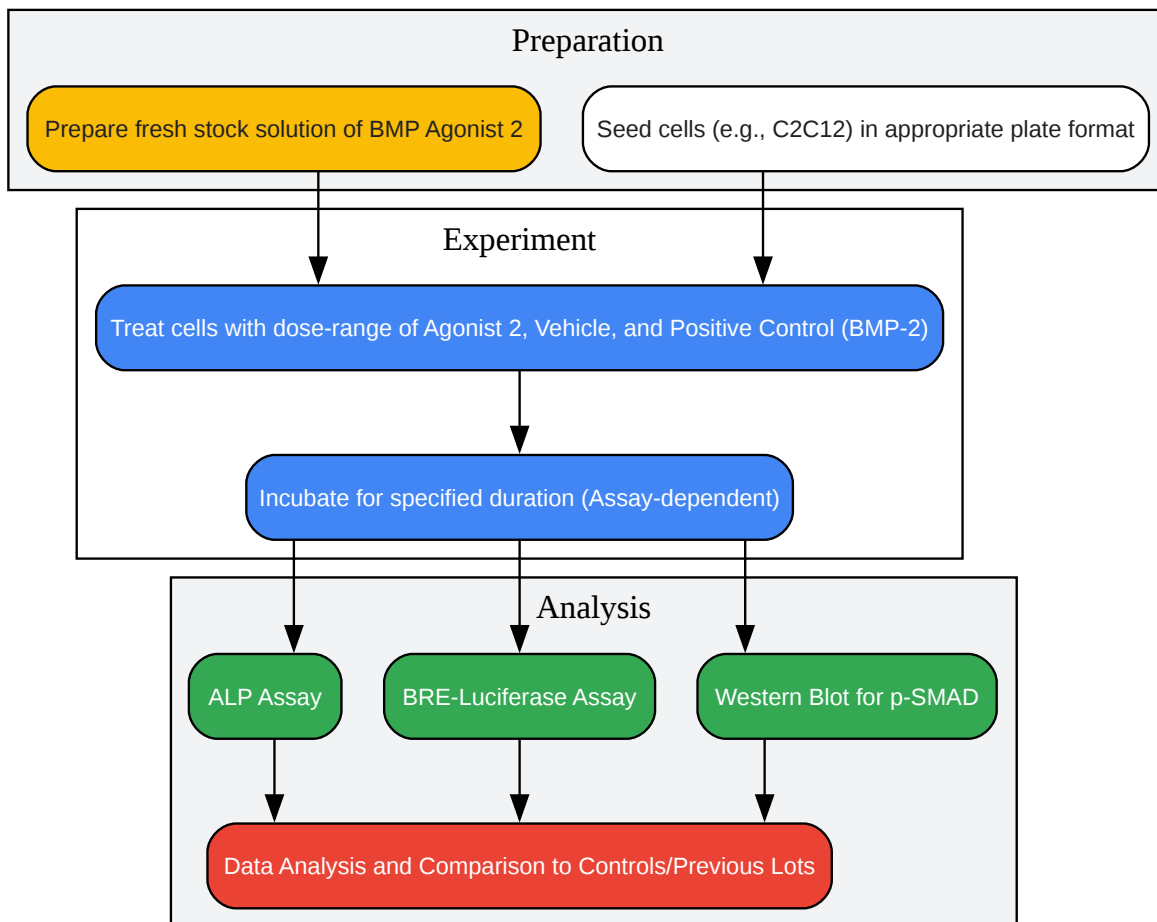 Preparation
Prepare fresh stock solution of BMP Agonist 2
Seed cells (e.g., C2C12) in appropriate plate format
Experiment
Treat cells with dose-range of Agonist 2, Vehicle, and Positive Control (BMP-2)
Incubate for specified duration (Assay-dependent)
Analysis
ALP Assay
BRE-Luciferase Assay
Western Blot for p-SMAD
Data Analysis and Comparison to Controls/Previous Lots